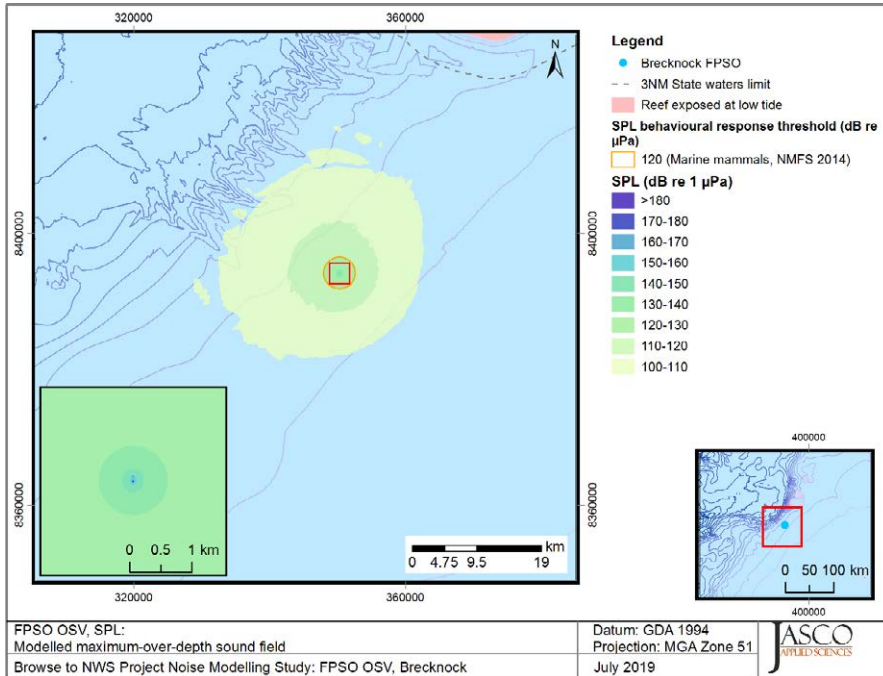 320000
360000
8400000
8360000
8400000
8360000
N
km
0 4.75 9.5 19
0 0.5 1 km
320000
360000
Legend
Brecknock FPSO
3NM State waters limit
Reef exposed at low tide
SPL behavioural response threshold (dB re
µPa)
120 (Marine mammals, NMFS 2014)
SPL (dB re 1 µPa)
>180
170-180
160-170
150-160
140-150
130-140
120-130
110-120
100-110
400000
0 50 100 km
400000
FPSO OSV, SPL:
Modelled maximum-over-depth sound field
Browse to NWS Project Noise Modelling Study: FPSO OSV, Brecknock
Datum: GDA 1994
Projection: MGA Zone 51
July 2019
JASCO
APPLIED SCIENCES